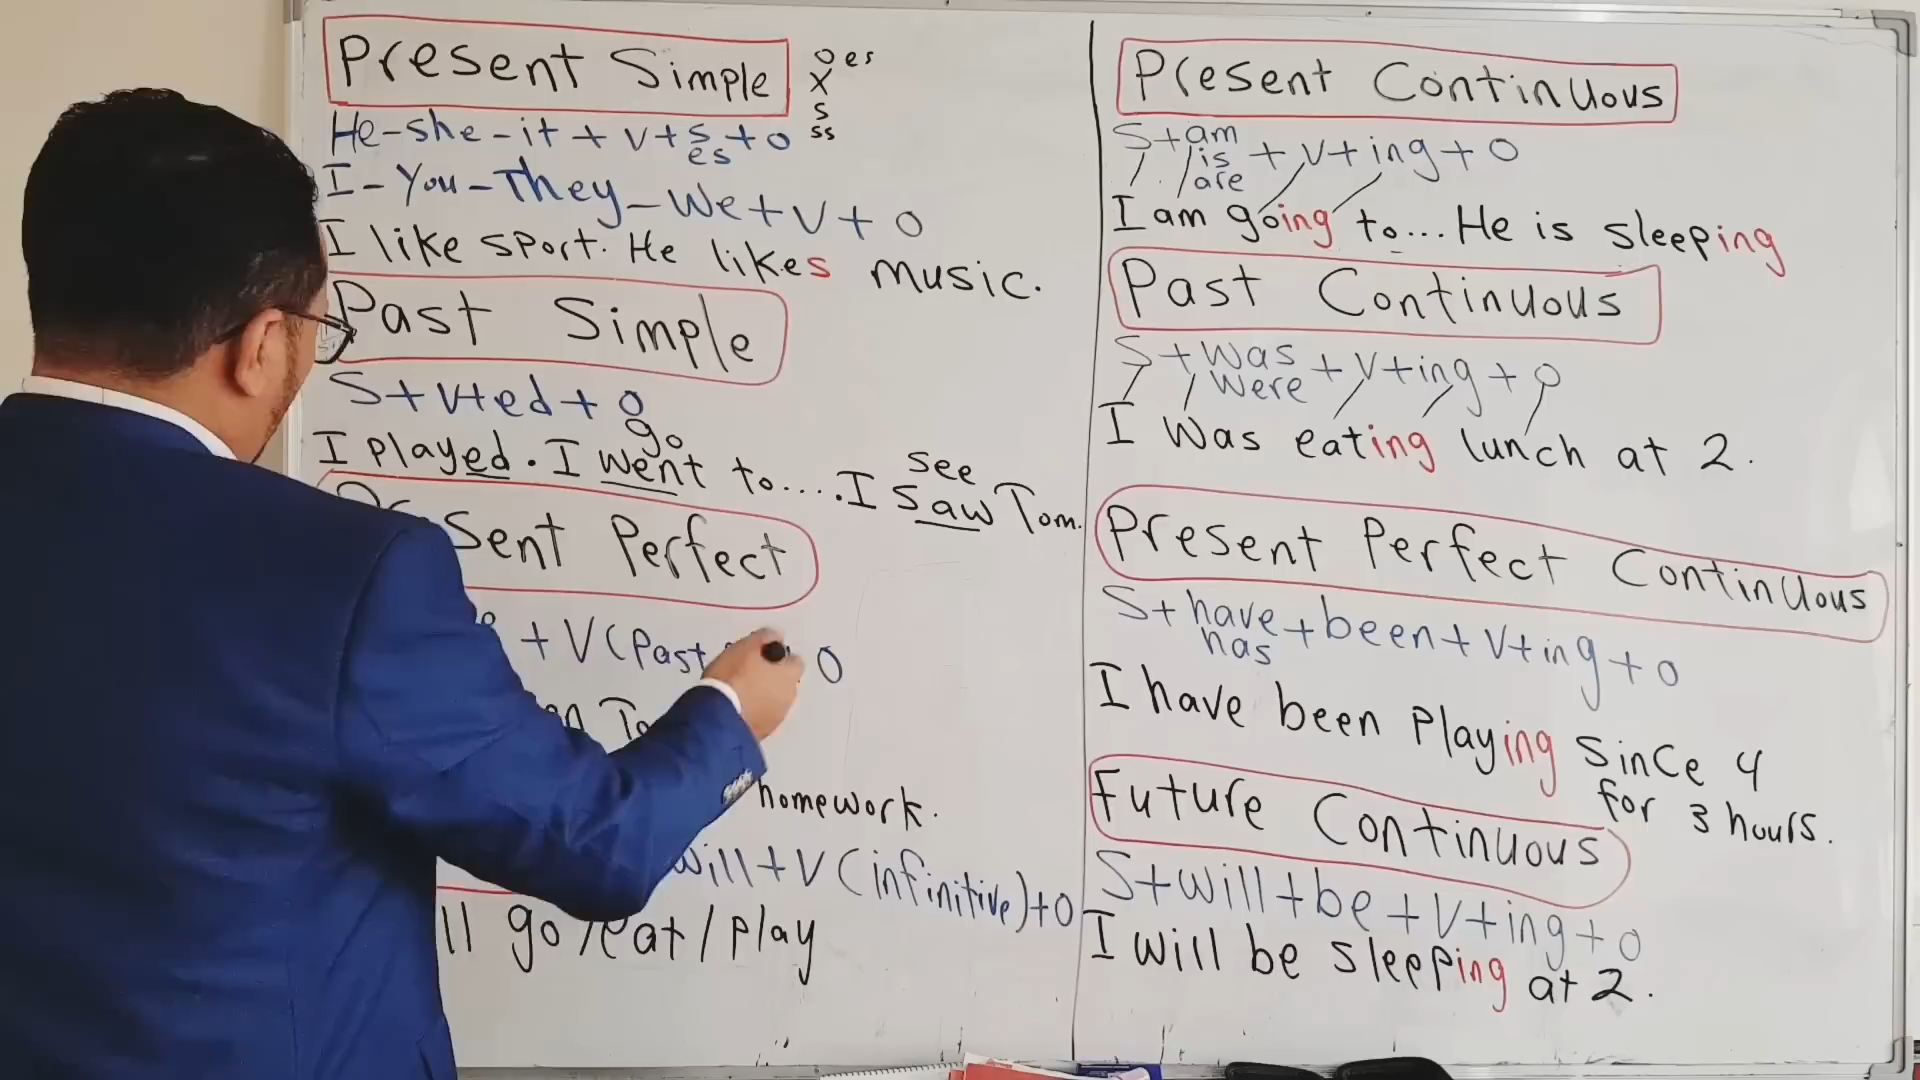 Present Simple
o es
x
s
ss
He-she-it + V+s+o
es
I-You-They-We+V+O
I like sport. He likes music.
Past Simple
S+V+ed+O
go
I played. I went to.....I saw Tom.
see
Perfect
+ V(Past O
homework.
will+V(infinitive)+O
go/eat/play
Present Continuous
S+am + V+ing+O
is
are
I am going to... He is sleeping
Past Continuous
S+was + V+ing+O
were
I was eating lunch at 2.
Present Perfect Continuous
S+have+been+V+ing+O
has
I have been Playing since 4
for 3 hours.
Future Continuous
S+will+be+V+ing+O
I will be sleeping at 2.